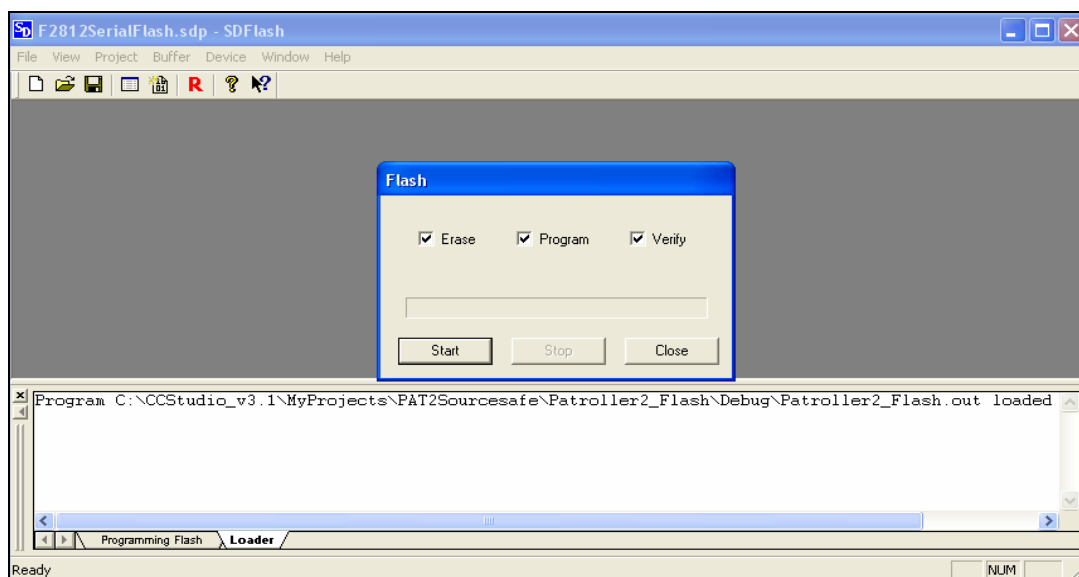 SD F2812SerialFlash.sdp - SDFlash
File View Project Buffer Device Window Help
R ? ?
Flash
Erase Program Verify
Start Stop Close
Program C:\CCStudio_v3.1\MyProjects\PAT2Sourcesafe\Patroller2_Flash\Debug\Patroller2_Flash.out loaded
Programming Flash Loader
Ready NUM